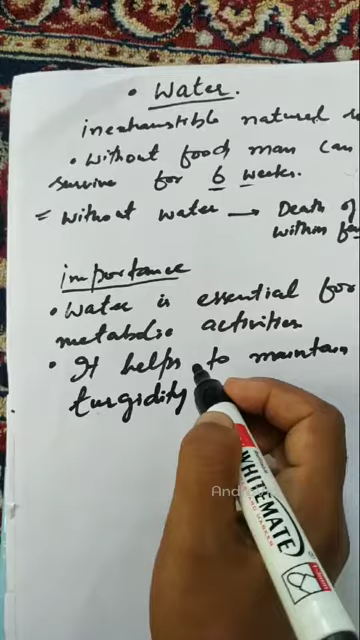 • Water.
inexhaustible natural
• Without food man can
survive for 6 weeks.
= Without water → Death of
within
importance
• Water is essential for
metabolic activities
• It helps to maintain
turgidity
WHITEMATE